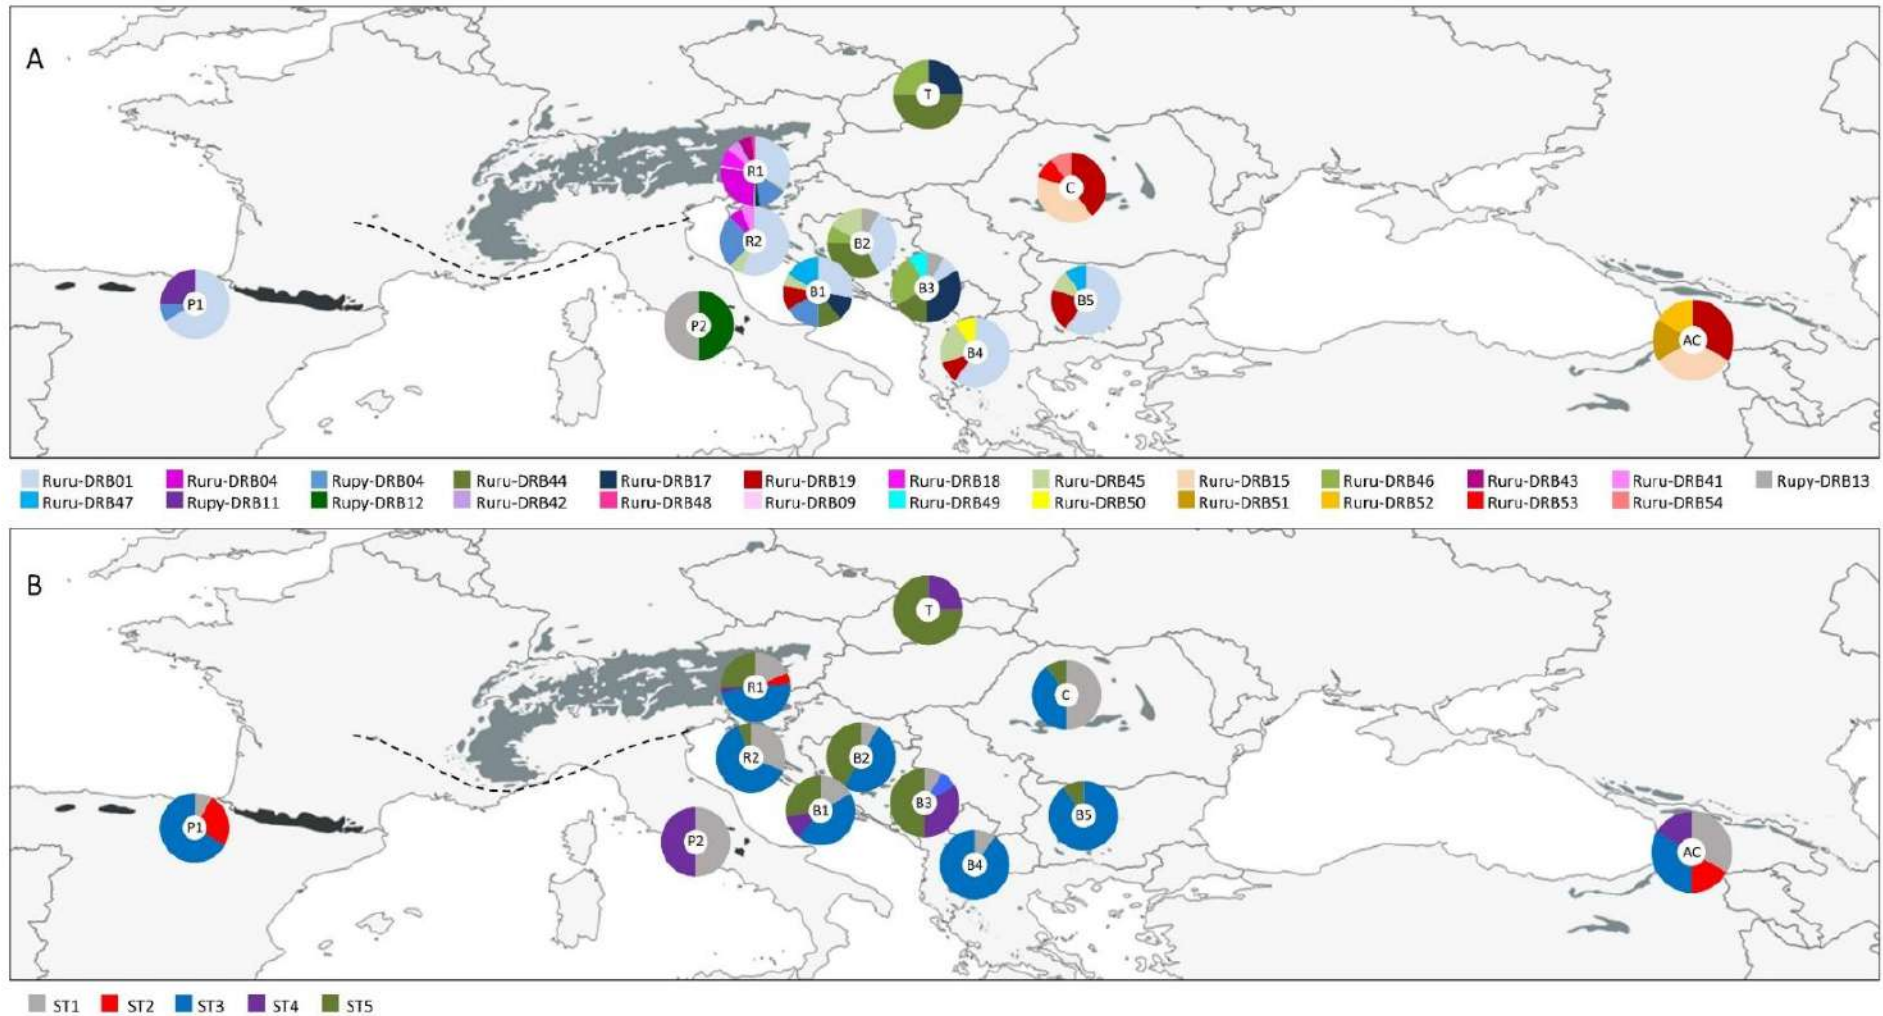 A
T
R1
C
R2
B2
B1
B3
P1
P2
B4
B5
AC
Ruru-DRB01 Ruru-DRB04 Rupy-DRB04 Ruru-DRB44 Ruru-DRB17 Ruru-DRB19 Ruru-DRB18 Ruru-DRB45 Ruru-DRB15 Ruru-DRB46 Ruru-DRB43 Ruru-DRB41 Rupy-DRB13
Ruru-DRB47 Rupy-DRB11 Rupy-DRB12 Ruru-DRB42 Ruru-DRB48 Ruru-DRB09 Ruru-DRB49 Ruru-DRB50 Ruru-DRB51 Ruru-DRB52 Ruru-DRB53 Ruru-DRB54
B
T
R1
C
R2
B2
B1
B3
P1
P2
B4
B5
AC
ST1 ST2 ST3 ST4 ST5